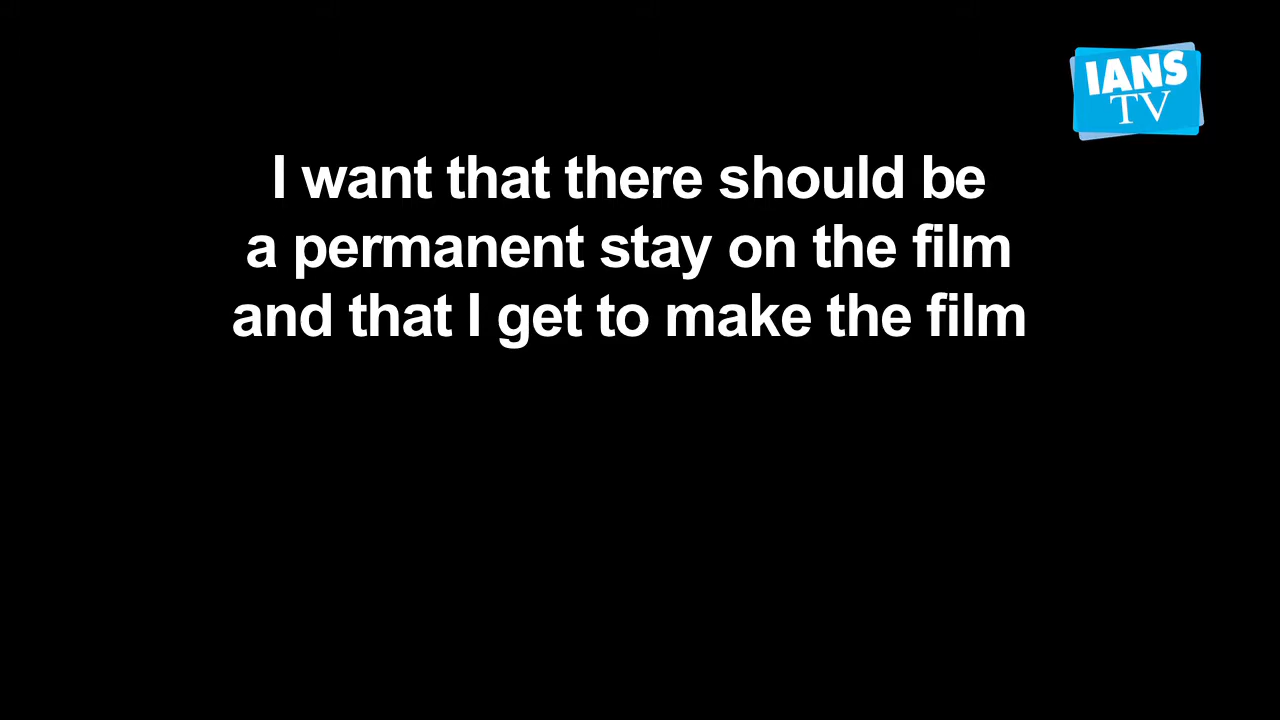 IANS
TV
I want that there should be
a permanent stay on the film
and that I get to make the film